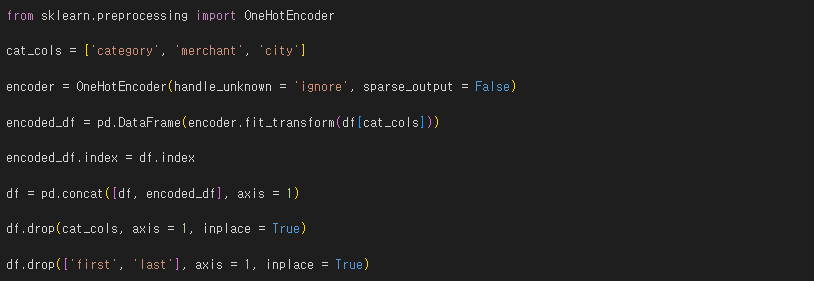 from sklearn.preprocessing import OneHotEncoder
cat_cols = ['category', 'merchant', 'city']
encoder = OneHotEncoder(handle_unknown = 'ignore', sparse_output = False)
encoded_df = pd.DataFrame(encoder.fit_transform(df[cat_cols]))
encoded_df.index = df.index
df = pd.concat([df, encoded_df], axis = 1)
df.drop(cat_cols, axis = 1, inplace = True)
df.drop(['first', 'last'], axis = 1, inplace = True)